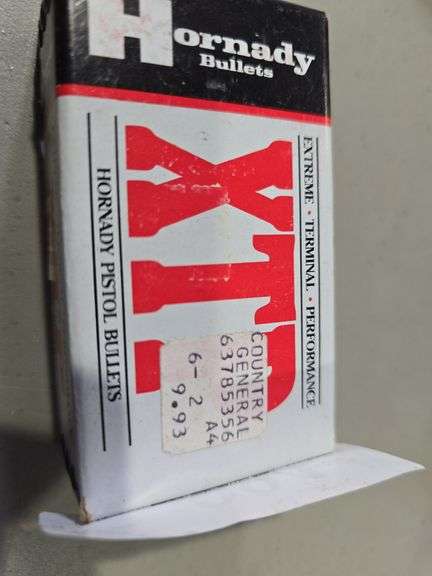 Hornady
Bullets
EXTREME • TERMINAL • PERFORMANCE
XTP
HORNADY PISTOL BULLETS
COUNTRY
GENERAL
63785356
A4
6-2
9.93